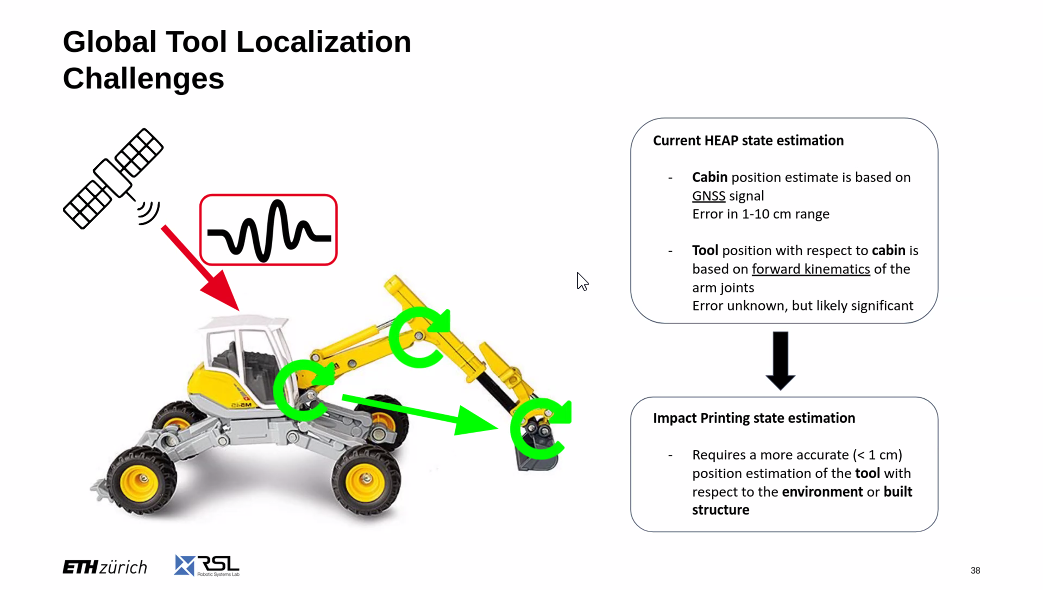 Global Tool Localization
Challenges
Current HEAP state estimation
- Cabin position estimate is based on
GNSS signal
Error in 1-10 cm range
- Tool position with respect to cabin is
based on forward kinematics of the
arm joints
Error unknown, but likely significant
Impact Printing state estimation
- Requires a more accurate (< 1 cm)
position estimation of the tool with
respect to the environment or built
structure
ETH zürich
RSL
Robotic Systems Lab
38